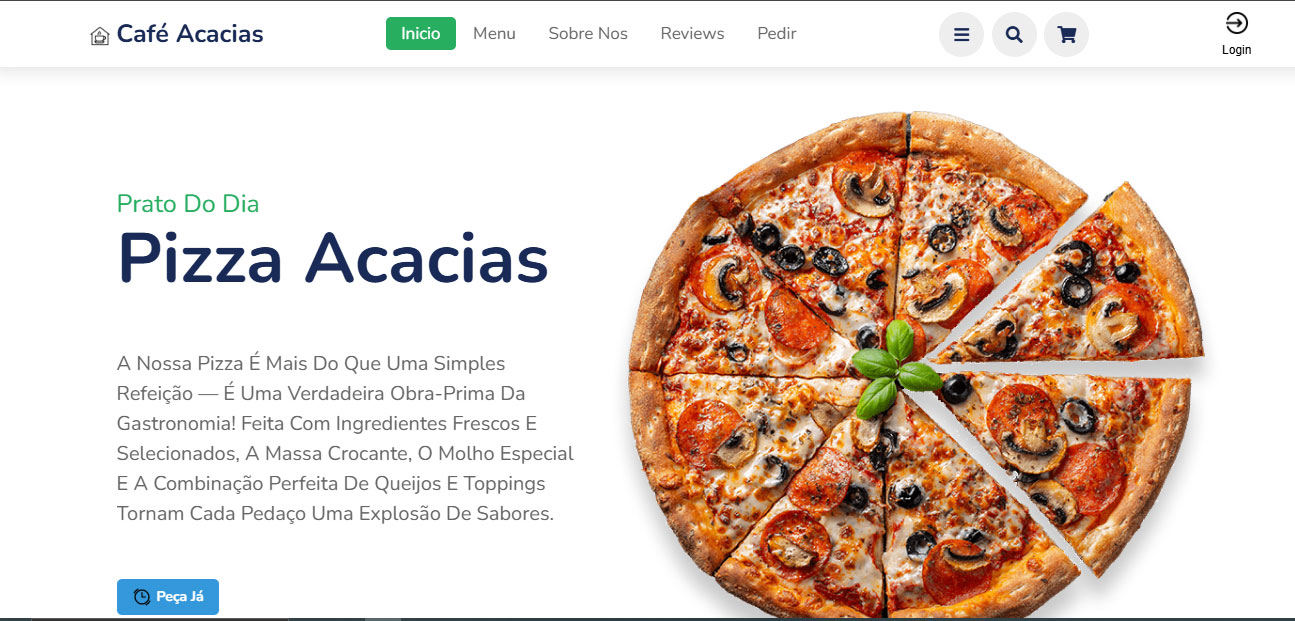 Café Acacias
Inicio
Menu
Sobre Nos
Reviews
Pedir
Login
Prato Do Dia
Pizza Acacias
A Nossa Pizza É Mais Do Que Uma Simples
Refeição — É Uma Verdadeira Obra-Prima Da
Gastronomia! Feita Com Ingredientes Frescos E
Selecionados, A Massa Crocante, O Molho Especial
E A Combinação Perfeita De Queijos E Toppings
Tornam Cada Pedaço Uma Explosão De Sabores.
Peça Já